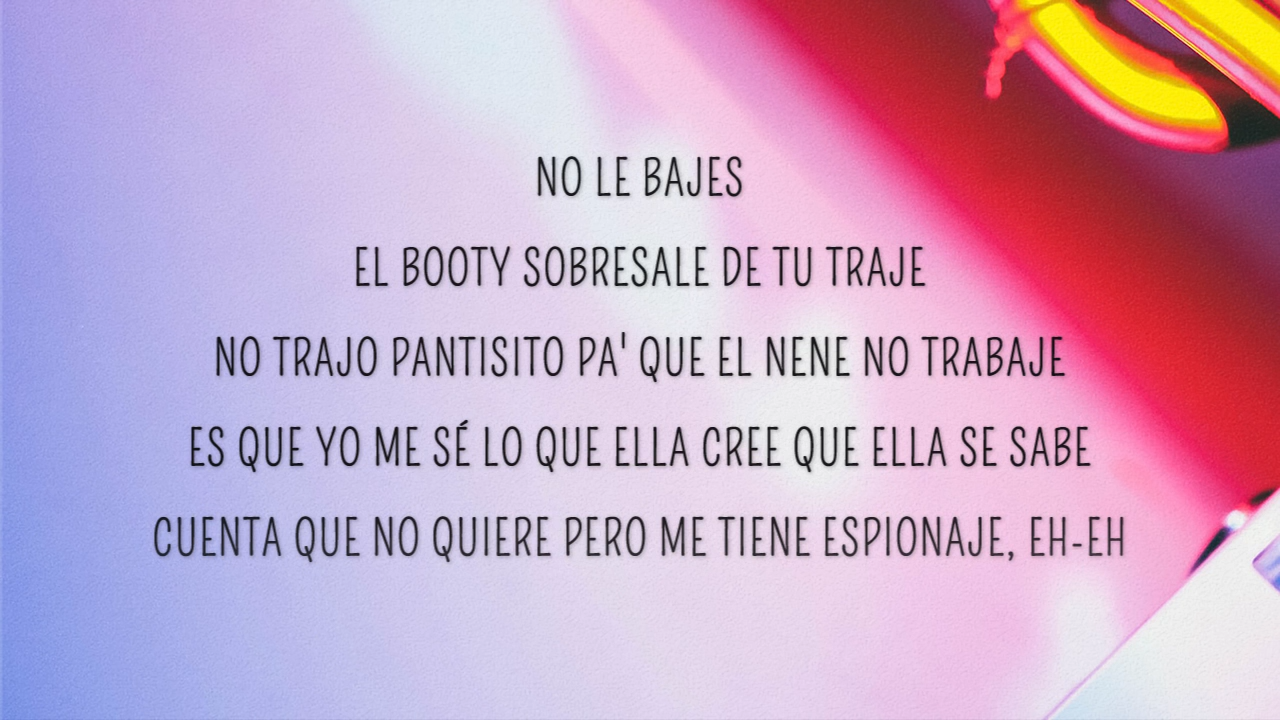 NO LE BAJES
EL BOOTY SOBRESALE DE TU TRAJE
NO TRAJO PANTISITO PA' QUE EL NENE NO TRABAJE
ES QUE YO ME SÉ LO QUE ELLA CREE QUE ELLA SE SABE
CUENTA QUE NO QUIERE PERO ME TIENE ESPIONAJE, EH-EH